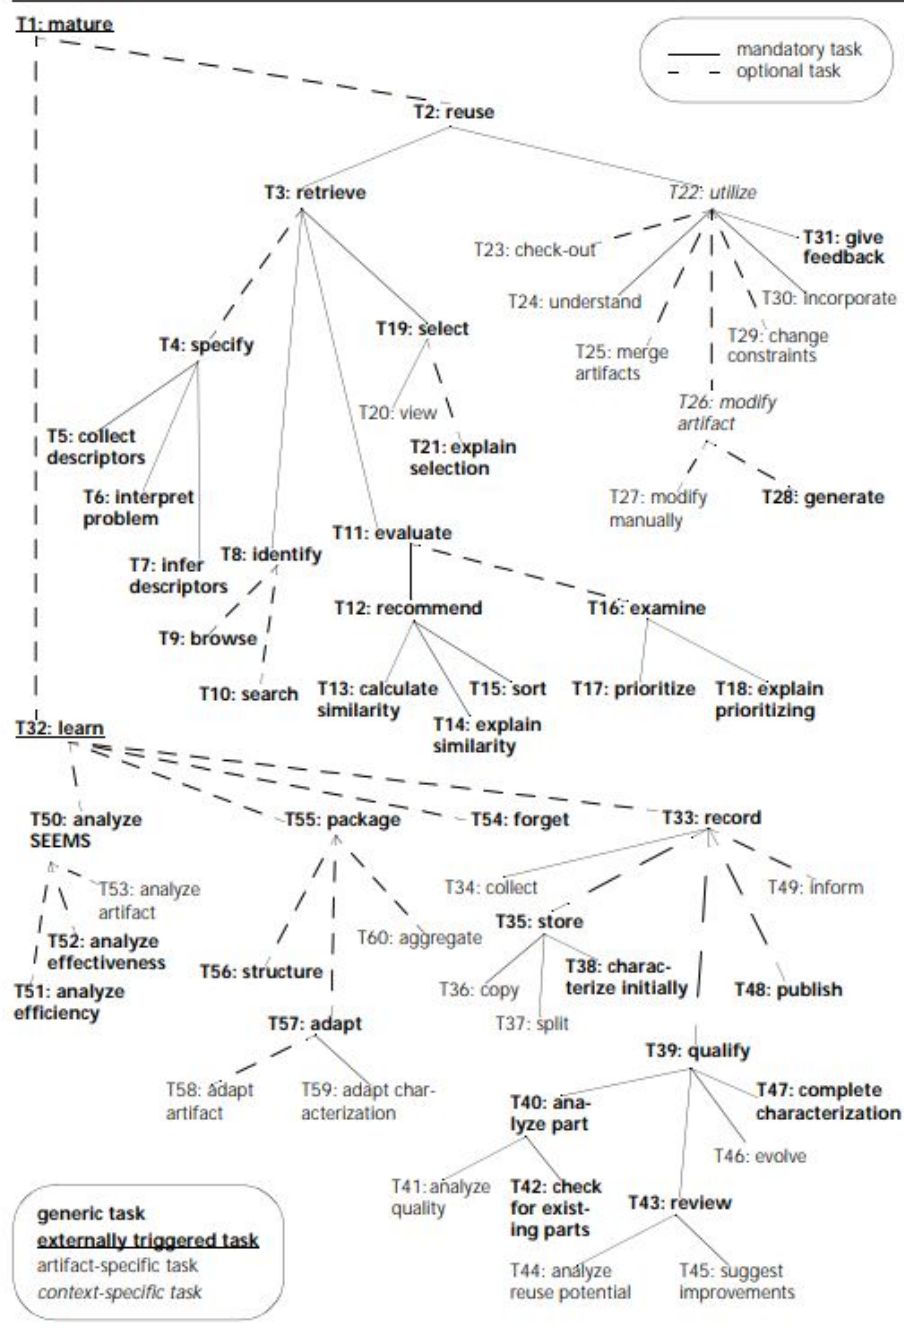 T1: mature
mandatory task
optional task
T2: reuse
T3: retrieve
T22: utilize
T31: give
feedback
T23: check-out
T24: understand
T30: incorporate
T19: select
T4: specify
T29: change
constraints
T25: merge
artifacts
T20: view
T26: modify
artifact
T5: collect
descriptors
T21: explain
selection
T6: interpret
problem
T27: modify
manually
T28: generate
T11: evaluate
T8: identify
T7: infer
descriptors
T12: recommend
T16: examine
T9: browse
T10: search
T13: calculate
similarity
T15: sort
T17: prioritize
T18: explain
prioritizing
T14: explain
similarity
T32: learn
T50: analyze
SEEMS
T55: package
T54: forget
T33: record
T53: analyze
artifact
T34: collect
T49: inform
T35: store
T52: analyze
effectiveness
T60: aggregate
T56: structure
T38: charac-
terize initially
T51: analyze
efficiency
T36: copy
T48: publish
T57: adapt
T37: split
T39: qualify
T58: adapt
artifact
T59: adapt char-
acterization
T40: ana-
lyze part
T47: complete
characterization
T46: evolve
T41: analyze
quality
T42: check
for exist-
ing parts
T43: review
generic task
externally triggered task
artifact-specific task
context-specific task
T44: analyze
reuse potential
T45: suggest
improvements